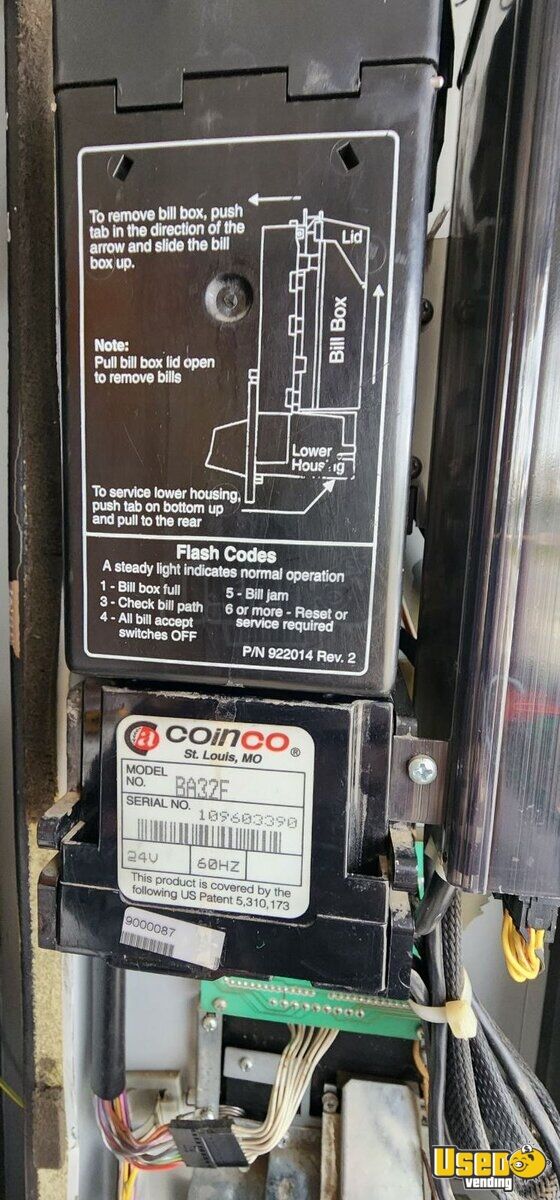 To remove bill box, push
tab in the direction of the
arrow and slide the bill
box up.
Lid
Bill Box
Note:
Pull bill box lid open
to remove bills
Lower
Housing
To service lower housing,
push tab on bottom up
and pull to the rear
Flash Codes
A steady light indicates normal operation
1 - Bill box full
3 - Check bill path
4 - All bill accept
switches OFF
5 - Bill jam
6 or more - Reset or
service required
P/N 922014 Rev. 2
COINCO ®
St. Louis, MO
MODEL
NO. BA37F
SERIAL NO. 109603390
24V 60HZ
This product is covered by the
following US Patent 5,310,173
9000087
Used
vending